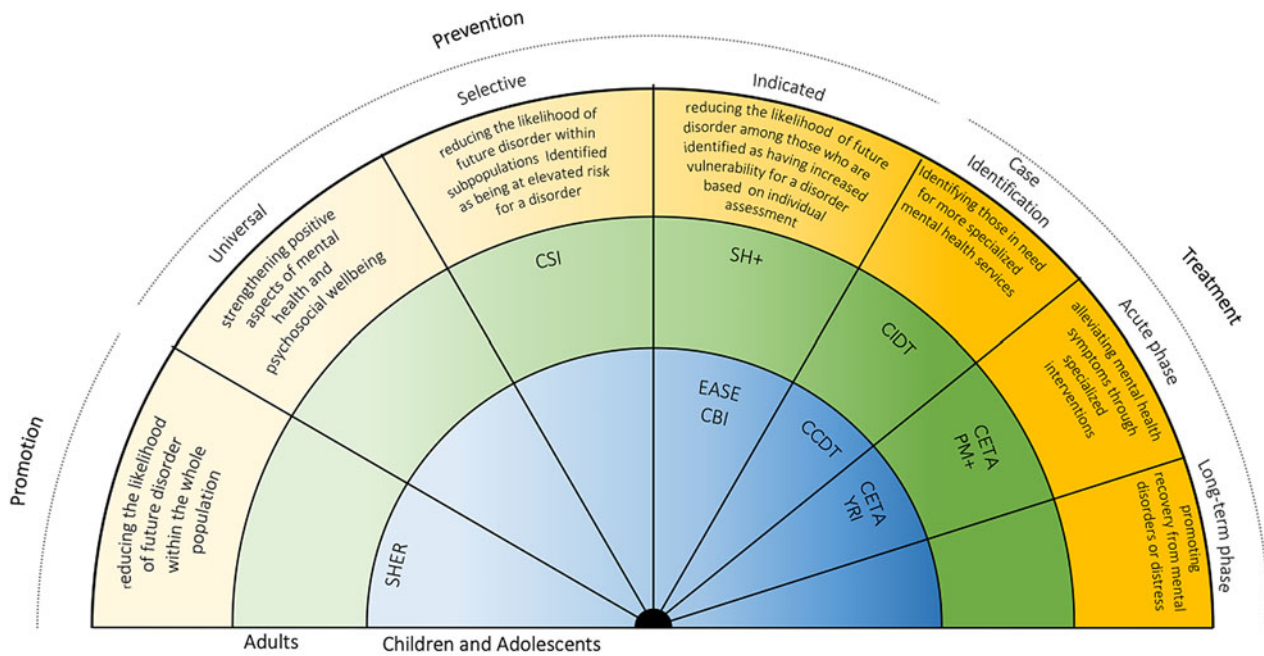 Promotion
reducing the likelihood
of future disorder
within the whole
population
SHER
Prevention
Universal
strengthening positive
aspects of mental
health and
psychosocial wellbeing
Selective
reducing the likelihood of
future disorder within
subpopulations Identified
as being at elevated risk
for a disorder
CSI
Indicated
reducing the likelihood of future
disorder among those who are
identified as having increased
vulnerability for a disorder
based on individual
assessment
SH+
EASE
CBI
Treatment
Case
Identification
Identifying those in need
for more specialized
mental health services
CIDT
CCDT
Acute phase
alleviating mental health
symptoms through
specialized
interventions
CETA
PM+
CETA
YRI
Long-term phase
promoting
recovery from mental
disorders or distress
Adults
Children and Adolescents